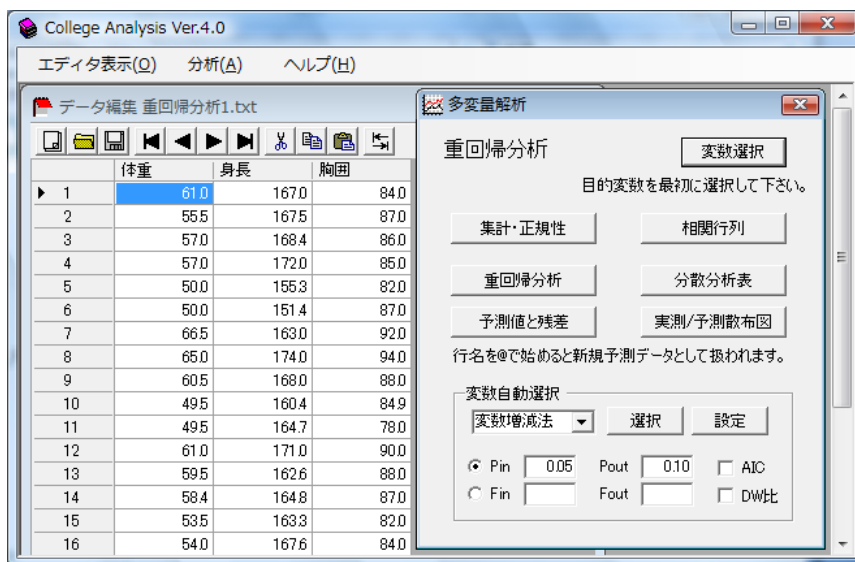 College Analysis Ver.4.0
エディタ表示(O) 分析(A) ヘルプ(H)
データ編集 重回帰分析1.txt
体重 身長 胸囲
1 61.0 167.0 84.0
2 55.5 167.5 87.0
3 57.0 168.4 86.0
4 57.0 172.0 85.0
5 50.0 155.3 82.0
6 50.0 151.4 87.0
7 66.5 163.0 92.0
8 65.0 174.0 94.0
9 60.5 168.0 88.0
10 49.5 160.4 84.9
11 49.5 164.7 78.0
12 61.0 171.0 90.0
13 59.5 162.6 88.0
14 58.4 164.8 87.0
15 53.5 163.3 82.0
16 54.0 167.6 84.0
多変量解析
重回帰分析 変数選択
目的変数を最初に選択して下さい。
集計・正規性 相関行列
重回帰分析 分散分析表
予測値と残差 実測/予測散布図
行名を@で始めると新規予測データとして扱われます。
変数自動選択
変数増減法 選択 設定
Pin 0.05 Pout 0.10 AIC
Fin Fout DW比